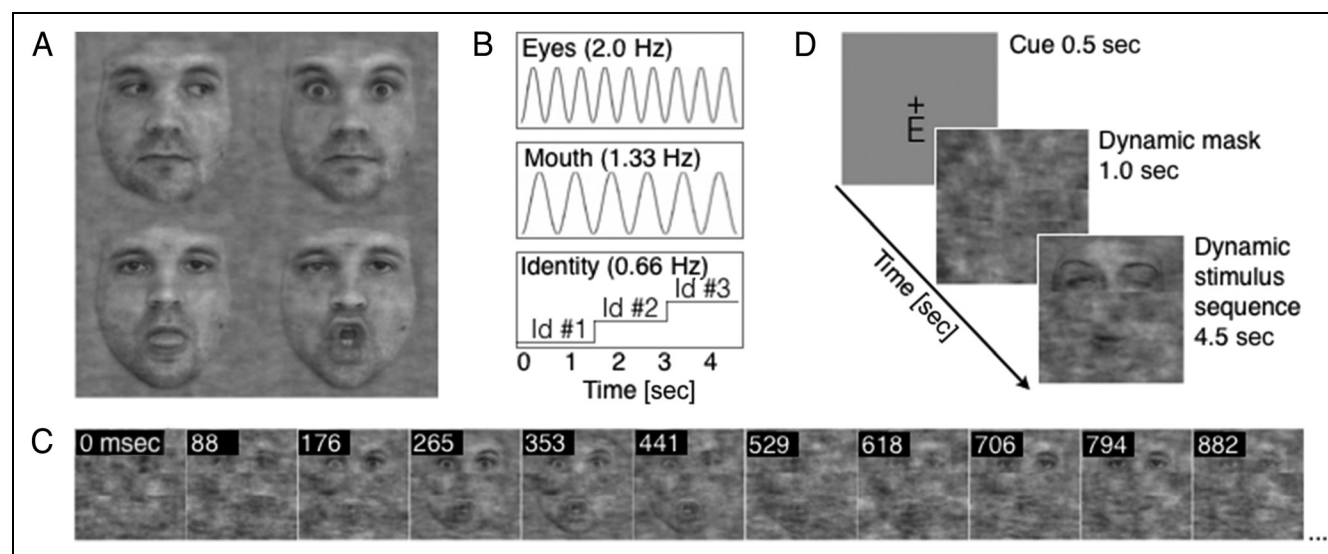 A
B
Eyes (2.0 Hz)
Mouth (1.33 Hz)
Identity (0.66 Hz)
Id #1
Id #2
Id #3
0 1 2 3 4
Time [sec]
D
Cue 0.5 sec
+
E
Dynamic mask
1.0 sec
Dynamic
stimulus
sequence
4.5 sec
Time [sec]
C
0 msec 88 176 265 353 441 529 618 706 794 882
...